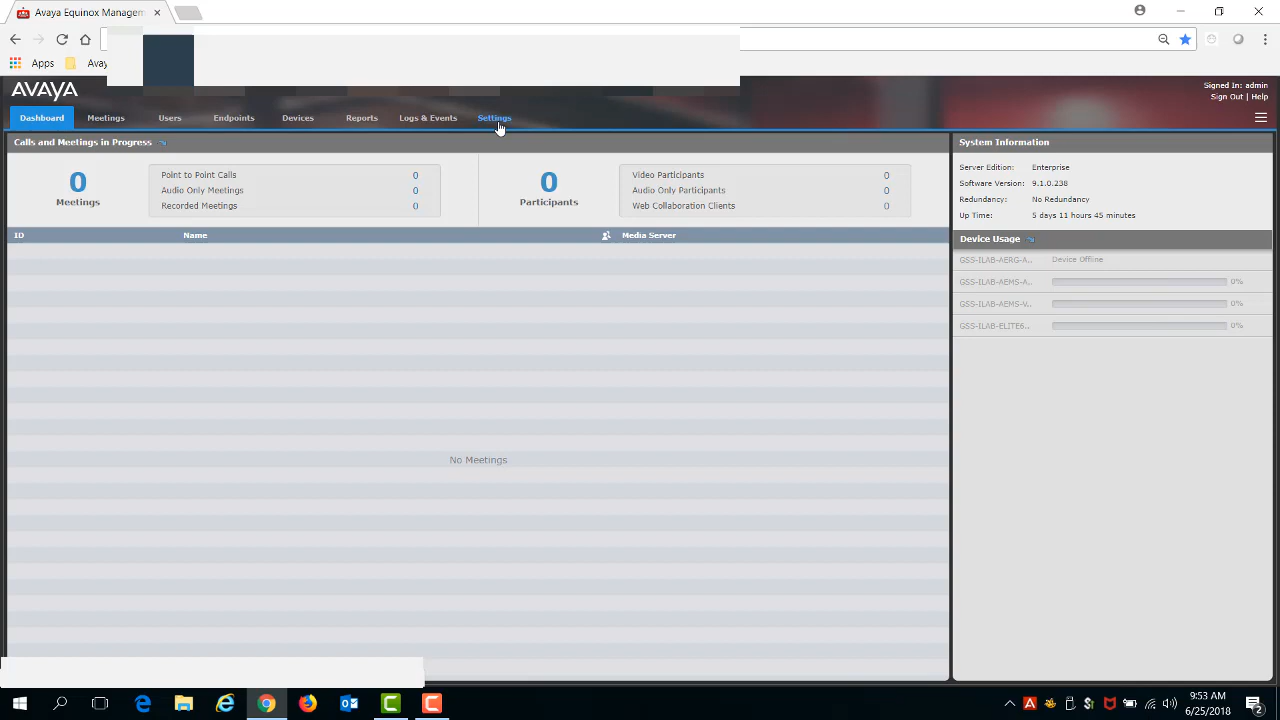 Avaya Equinox Managem
Apps
Avay
AVAYA
Signed In: admin
Sign Out | Help
Dashboard Meetings Users Endpoints Devices Reports Logs & Events Settings
Calls and Meetings in Progress
0
Meetings
Point to Point Calls 0
Audio Only Meetings 0
Recorded Meetings 0
0
Participants
Video Participants 0
Audio Only Participants 0
Web Collaboration Clients 0
ID Name Media Server
No Meetings
System Information
Server Edition: Enterprise
Software Version: 9.1.0.238
Redundancy: No Redundancy
Up Time: 5 days 11 hours 45 minutes
Device Usage
GSS-ILAB-AERG-A.. Device Offline
GSS-ILAB-AEMS-A.. 0%
GSS-ILAB-AEMS-V.. 0%
GSS-ILAB-ELITE6.. 0%
9:53 AM
6/25/2018
2